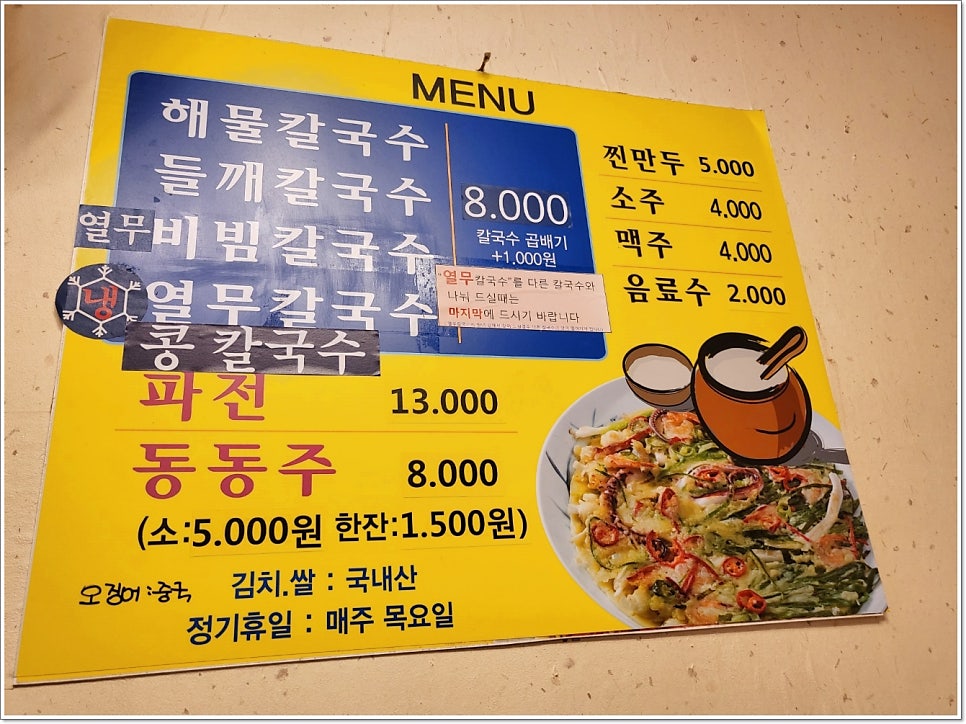 MENU
해물칼국수
들깨칼국수
열무비빔칼국수
냉 열무칼국수
콩 칼국수
8.000
칼국수 곱배기
+1.000원
"열무칼국수"를 다른 칼국수와
나눠 드실때는
마지막에 드시기 바랍니다
파전 13.000
동동주 8.000
(소:5.000원 한잔:1.500원)
오징어:중국
김치.쌀 : 국내산
정기휴일 : 매주 목요일
찐만두 5.000
소주 4.000
맥주 4.000
음료수 2.000